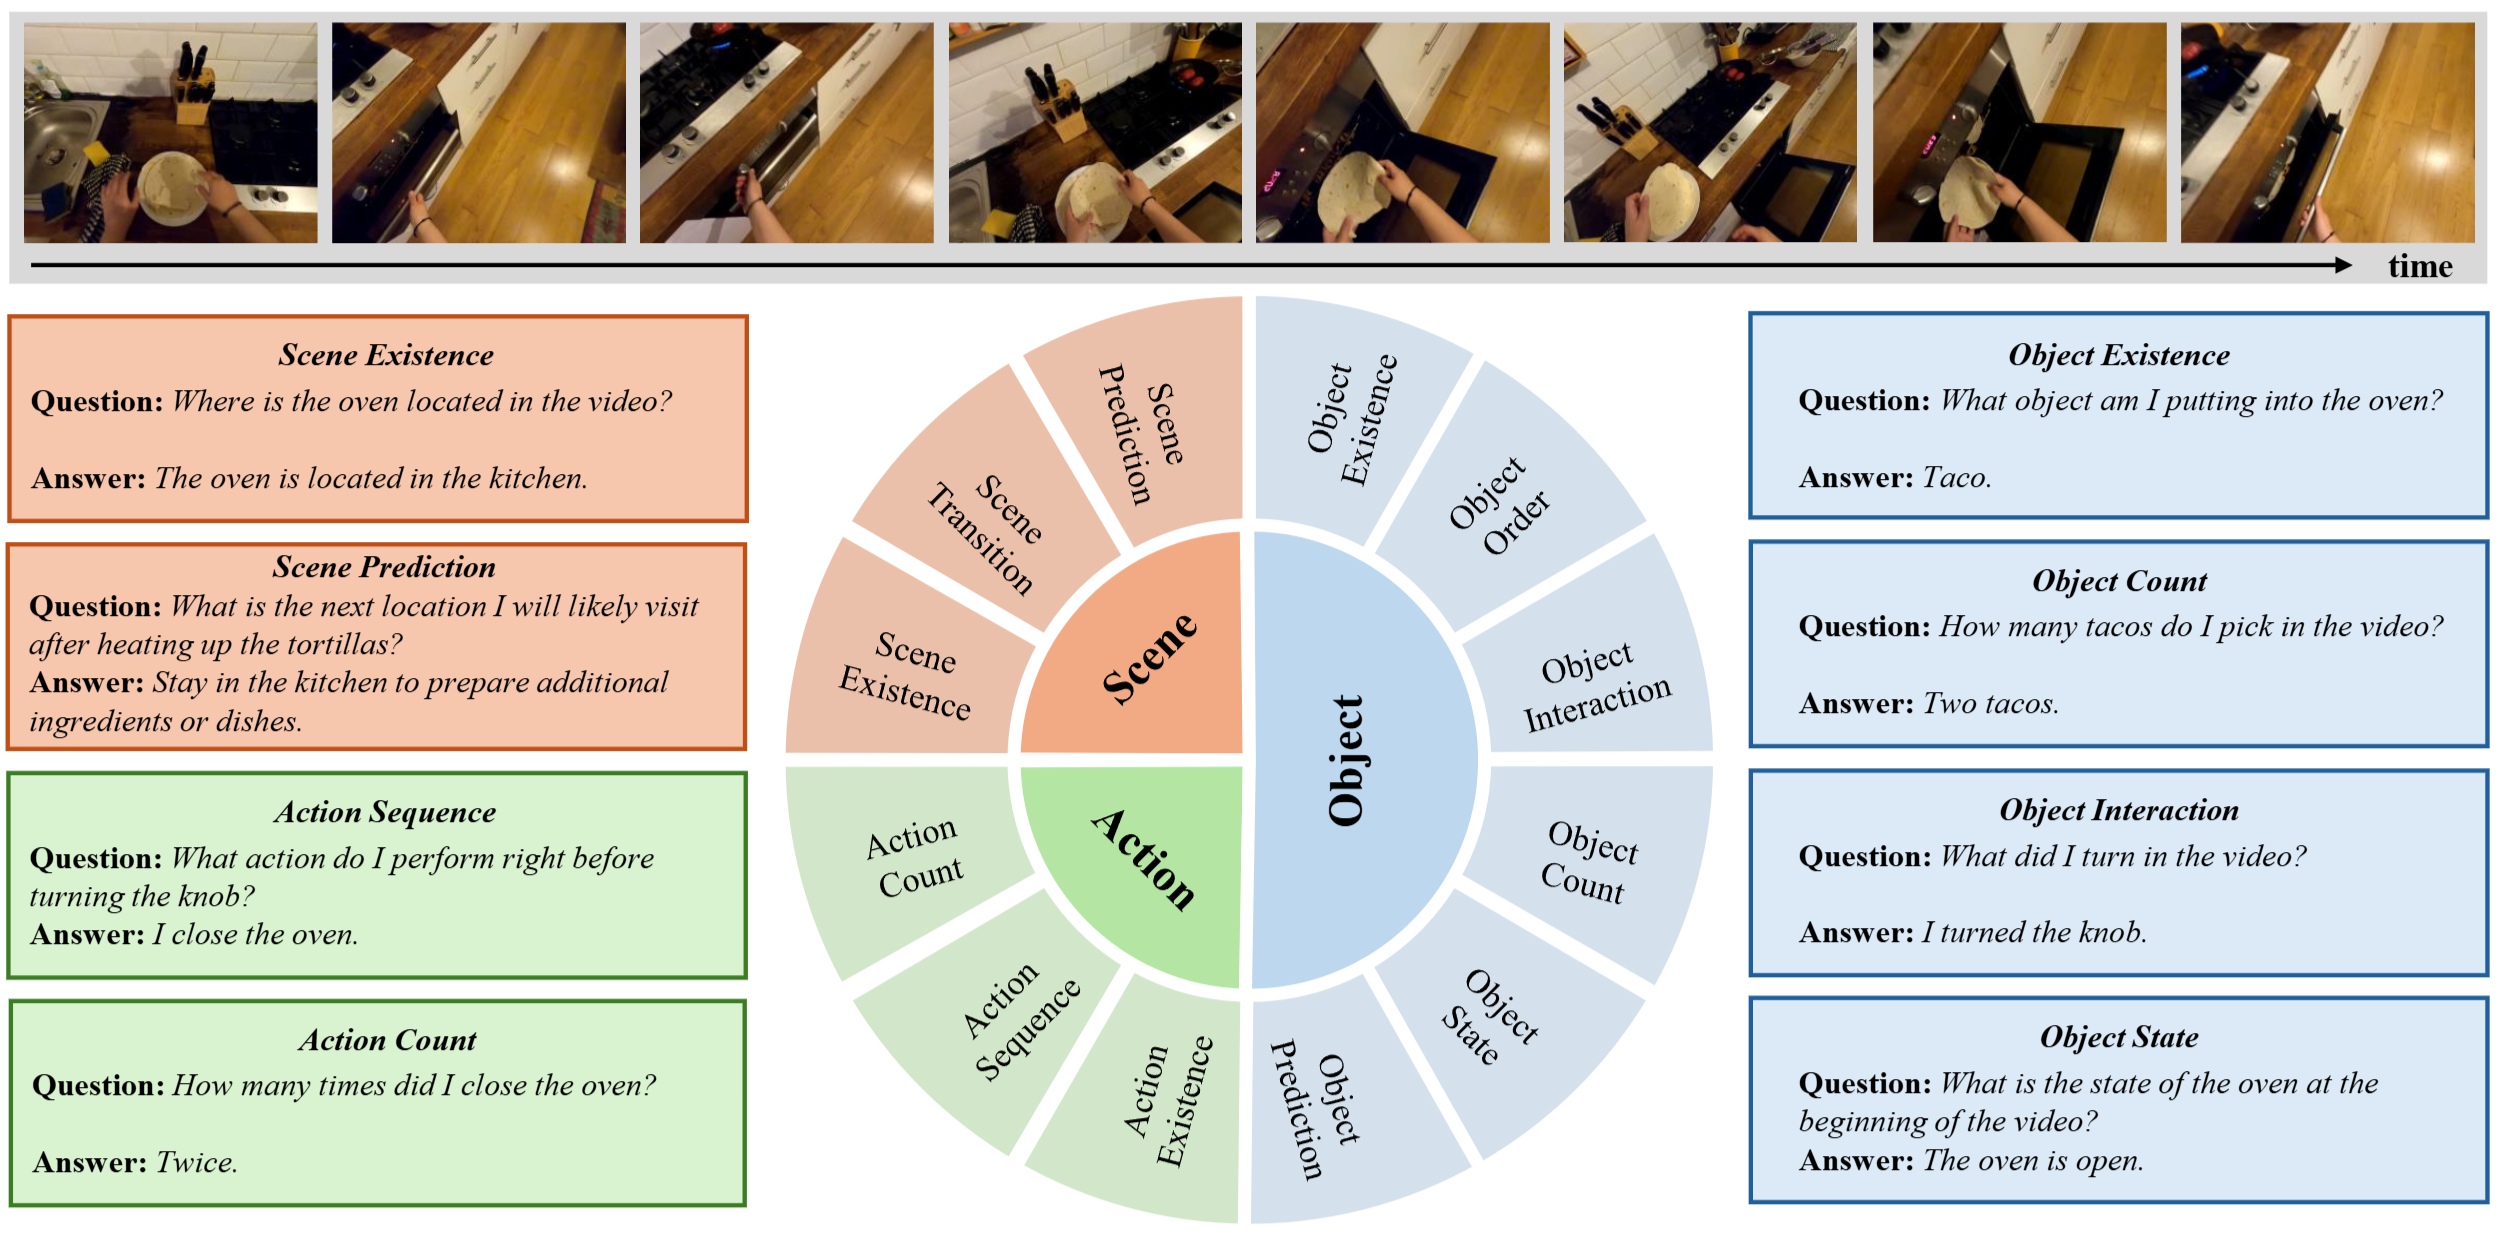 time
Scene Existence
Question: Where is the oven located in the video?
Answer: The oven is located in the kitchen.
Scene Prediction
Question: What is the next location I will likely visit
after heating up the tortillas?
Answer: Stay in the kitchen to prepare additional
ingredients or dishes.
Action Sequence
Question: What action do I perform right before
turning the knob?
Answer: I close the oven.
Action Count
Question: How many times did I close the oven?
Answer: Twice.
Scene
Prediction
Scene
Transition
Scene
Existence
Action
Count
Action
Sequence
Action
Existence
Scene
Action
Object
Object
Existence
Object
Order
Object
Interaction
Object
Count
Object
State
Object
Prediction
Object Existence
Question: What object am I putting into the oven?
Answer: Taco.
Object Count
Question: How many tacos do I pick in the video?
Answer: Two tacos.
Object Interaction
Question: What did I turn in the video?
Answer: I turned the knob.
Object State
Question: What is the state of the oven at the
beginning of the video?
Answer: The oven is open.